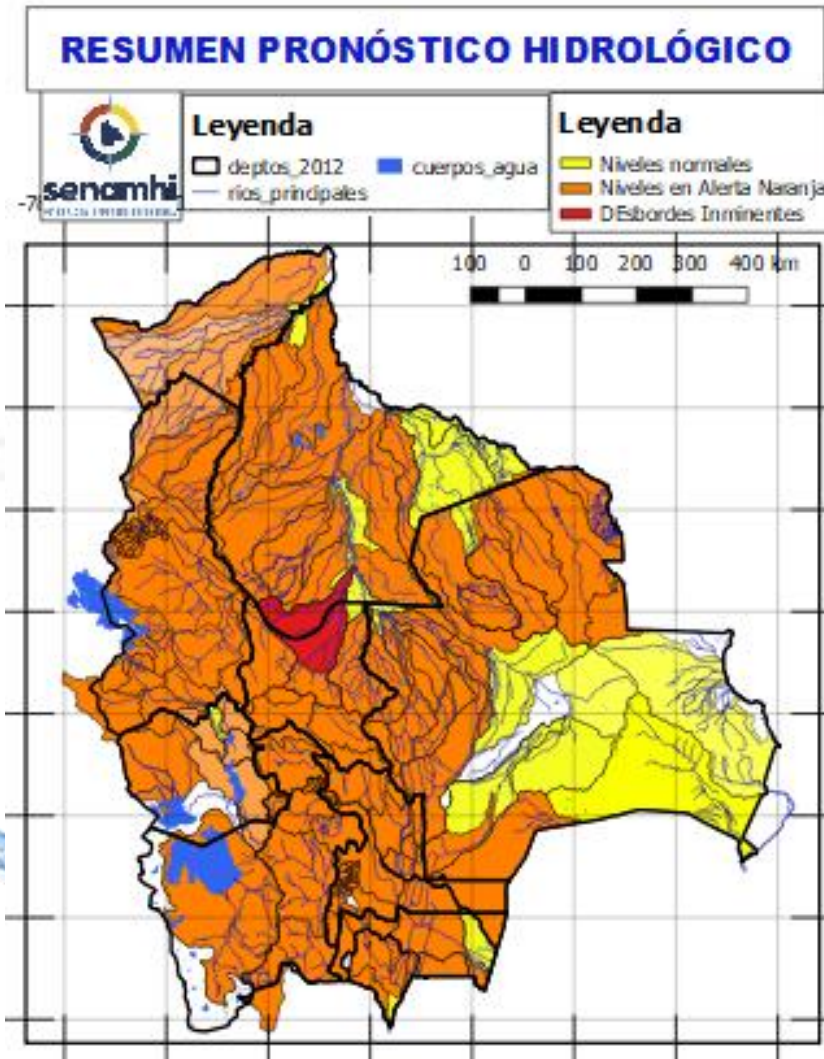 RESUMEN PRONÓSTICO HIDROLÓGICO
senamhi
Leyenda
deptos_2012
cuerpos_agua
rios_principales
Leyenda
Niveles normales
Niveles en Alerta Naranja
DEsbordes Inminentes
100 0 100 200 300 400 km